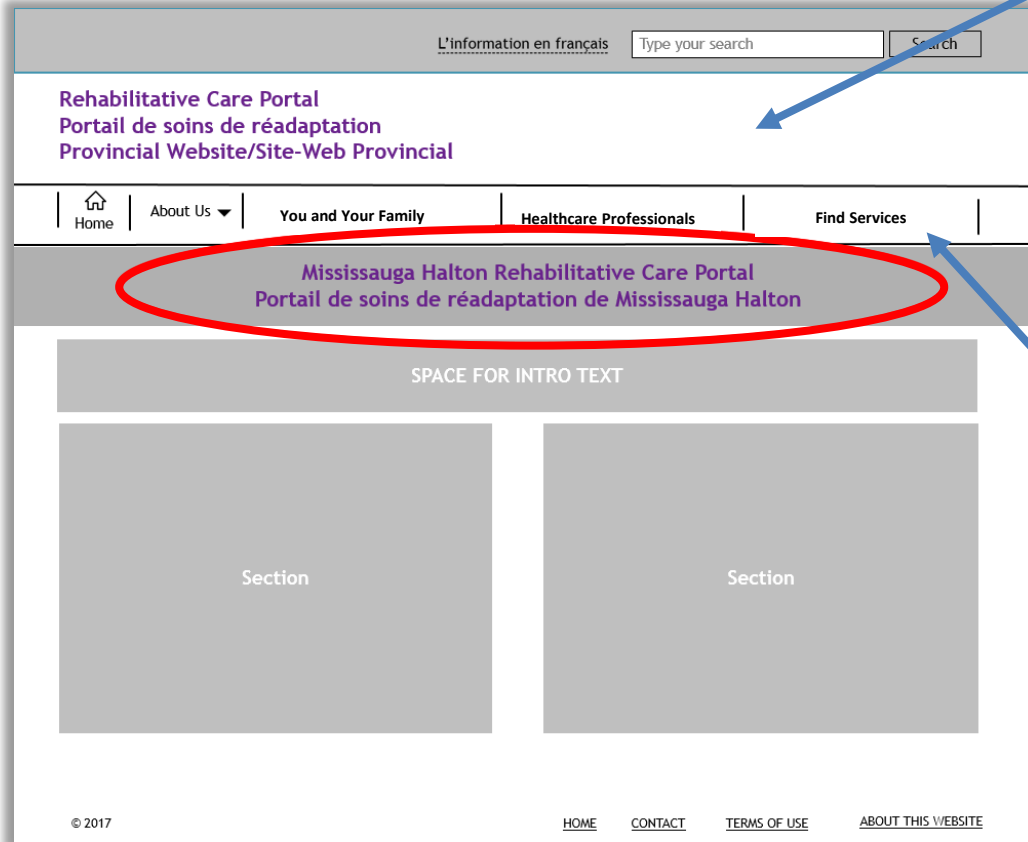 L'information en français Type your search Search
Rehabilitative Care Portal
Portail de soins de réadaptation
Provincial Website/Site-Web Provincial
Home About Us You and Your Family Healthcare Professionals Find Services
Mississauga Halton Rehabilitative Care Portal
Portail de soins de réadaptation de Mississauga Halton
SPACE FOR INTRO TEXT
Section Section
© 2017 HOME CONTACT TERMS OF USE ABOUT THIS WEBSITE